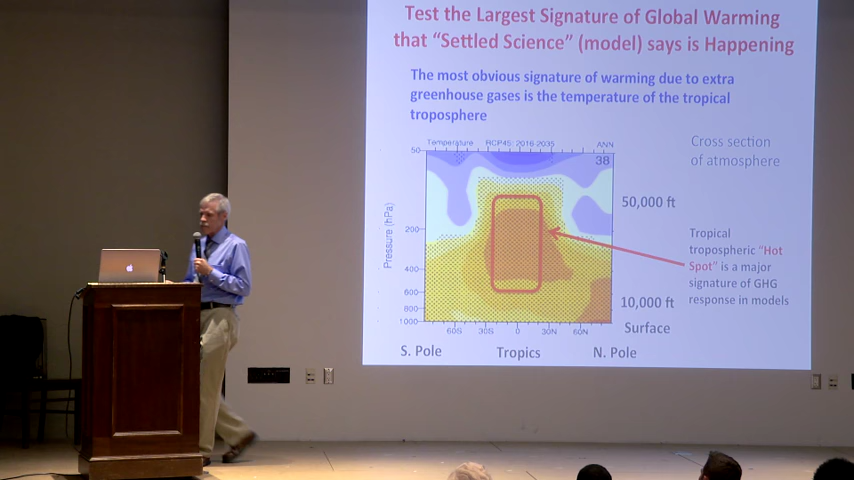 Test the Largest Signature of Global Warming
that "Settled Science" (model) says is Happening
The most obvious signature of warming due to extra
greenhouse gases is the temperature of the tropical
troposphere
Temperature RCP45: 2016-2035 ANN
38
Cross section
of atmosphere
50
200
400
600
800
1000
Pressure (hPa)
60S 30S 0 30N 60N
50,000 ft
Tropical
tropospheric "Hot
Spot" is a major
signature of GHG
response in models
10,000 ft
Surface
S. Pole Tropics N. Pole